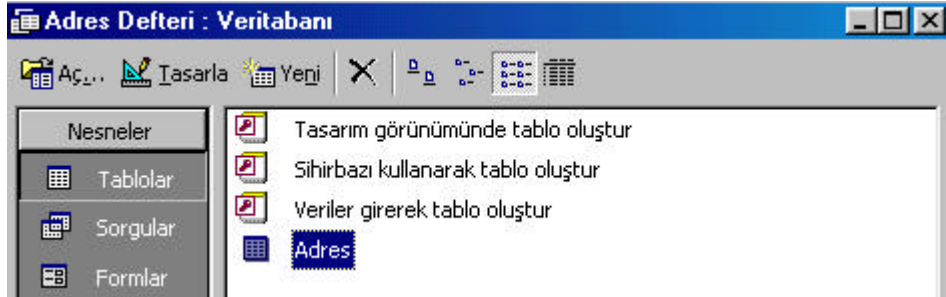 Adres Defteri : Veritabanı
Aç... Tasarla Yeni
Nesneler
Tablolar
Sorgular
Formlar
Tasarım görünümünde tablo oluştur
Sihirbazı kullanarak tablo oluştur
Veriler girerek tablo oluştur
Adres